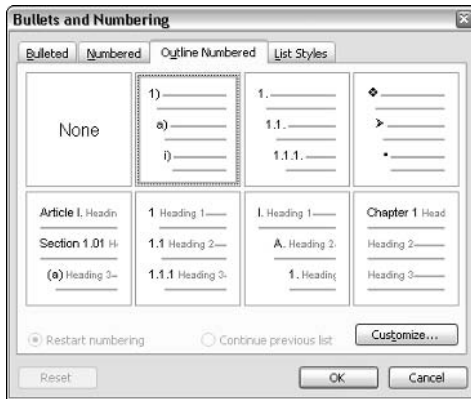 Bullets and Numbering
Bulleted Numbered Outline Numbered List Styles
None
1)
a)
i)
1.
1.1.
1.1.1.
Article I. Headin
Section 1.01 H
(a) Heading 3
1 Heading 1
1.1 Heading 2
1.1.1 Heading 3
I. Heading 1
A. Heading 2
1. Heading
Chapter 1 Head
Heading 2
Heading 3
Restart numbering Continue previous list Customize...
Reset OK Cancel